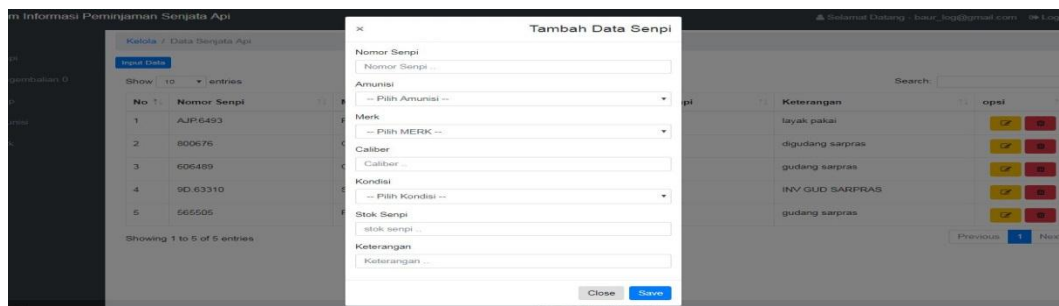 m Informasi Peminjaman Senjata Api
Selamat Datang - baur_log@gmail.com Log
Kelola / Data Senjata Api
Input Data
gembalian 0
Show 10 entries
Search:
No Nomor Senpi Keterangan opsi
1 AJP.6493 layak pakai
2 800676 digudang sarpras
3 606489 gudang sarpras
4 9D.63310 INV GUD SARPRAS
5 565505 gudang sarpras
Showing 1 to 5 of 5 entries
Previous 1 Nex
× Tambah Data Senpi
Nomor Senpi
Nomor Senpi ..
Amunisi
-- Pilih Amunisi --
Merk
-- Pilih MERK --
Caliber
Caliber ..
Kondisi
-- Pilih Kondisi --
Stok Senpi
stok senpi ..
Keterangan
Keterangan ..
Close Save